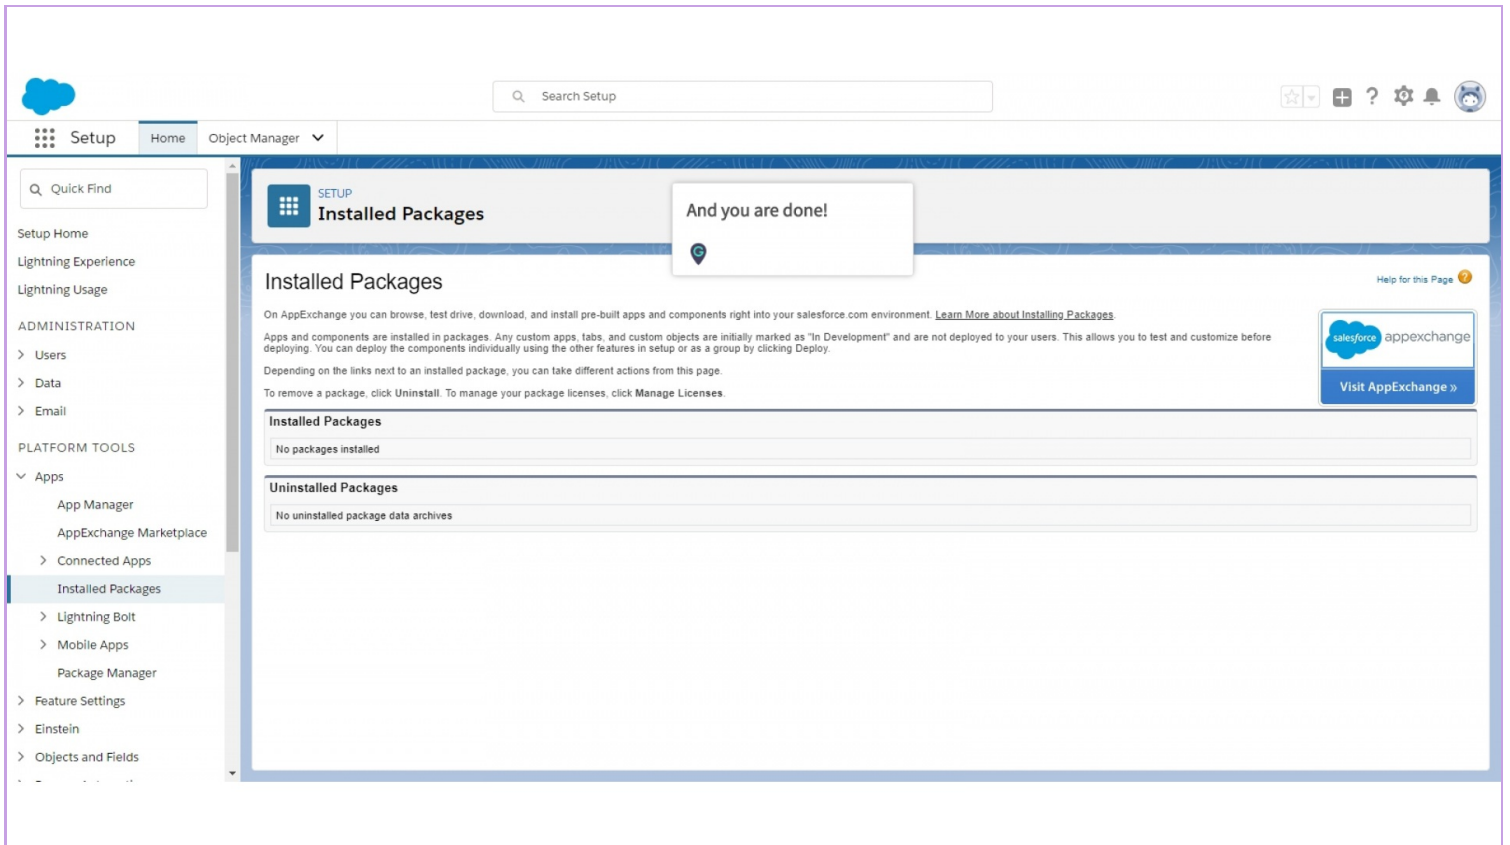 Search Setup
Setup
Home
Object Manager
Quick Find
Setup Home
Lightning Experience
Lightning Usage
ADMINISTRATION
Users
Data
Email
PLATFORM TOOLS
Apps
App Manager
AppExchange Marketplace
Connected Apps
Installed Packages
Lightning Bolt
Mobile Apps
Package Manager
Feature Settings
Einstein
Objects and Fields
SETUP
Installed Packages
And you are done!
G
Installed Packages
Help for this Page
?
On AppExchange you can browse, test drive, download, and install pre-built apps and components right into your salesforce.com environment. Learn More about Installing Packages.
Apps and components are installed in packages. Any custom apps, tabs, and custom objects are initially marked as "In Development" and are not deployed to your users. This allows you to test and customize before
deploying. You can deploy the components individually using the other features in setup or as a group by clicking Deploy.
Depending on the links next to an installed package, you can take different actions from this page.
To remove a package, click Uninstall. To manage your package licenses, click Manage Licenses.
salesforce appexchange
Visit AppExchange »
Installed Packages
No packages installed
Uninstalled Packages
No uninstalled package data archives